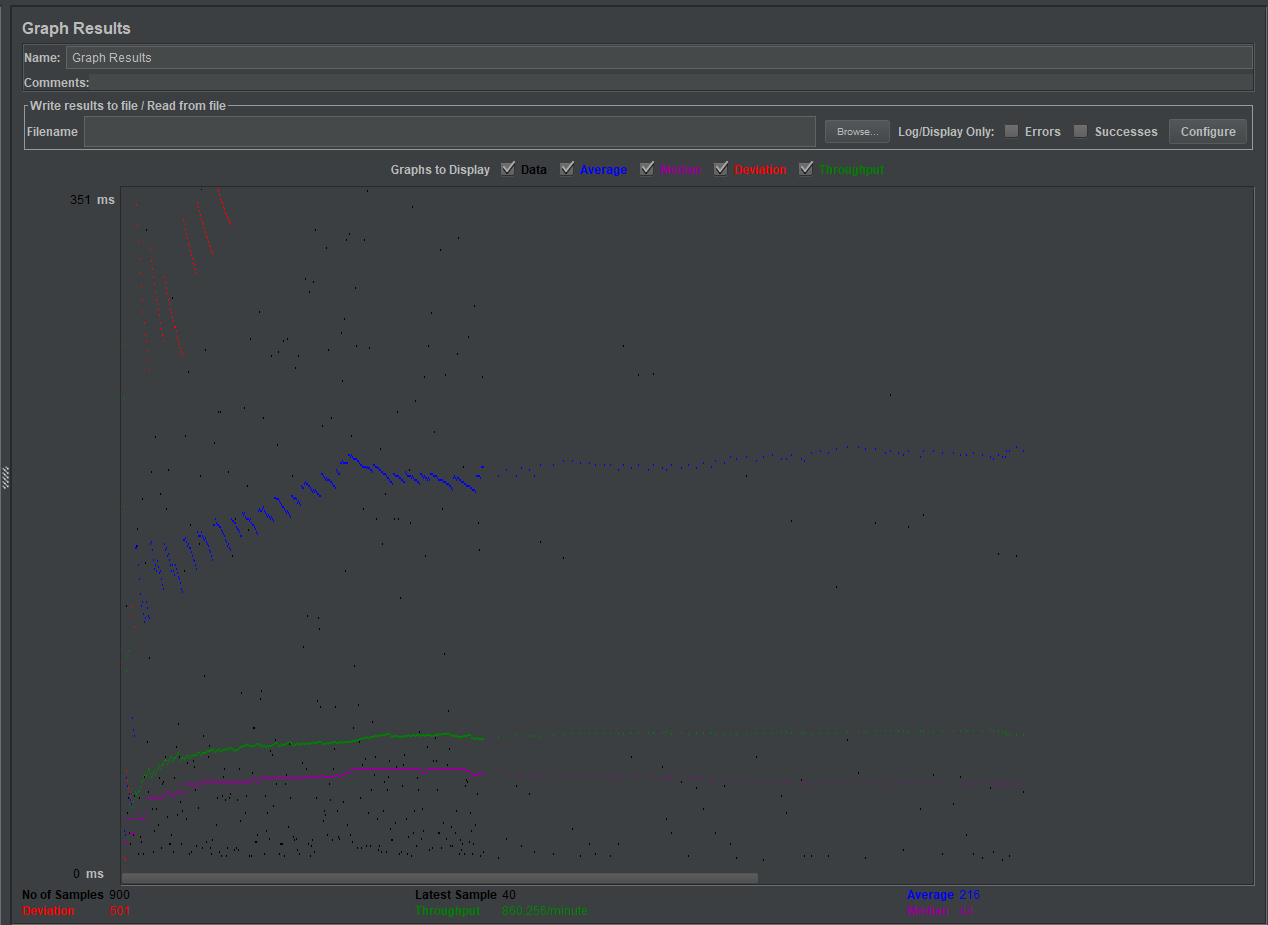 Graph Results
Name: Graph Results
Comments:
Write results to file / Read from file
Filename Browse... Log/Display Only: Errors Successes Configure
Graphs to Display Data Average Median Deviation Throughput
351 ms
0 ms
No of Samples 900 Latest Sample 40 Average 216
Deviation 501 Throughput 860.256/minute Median 44